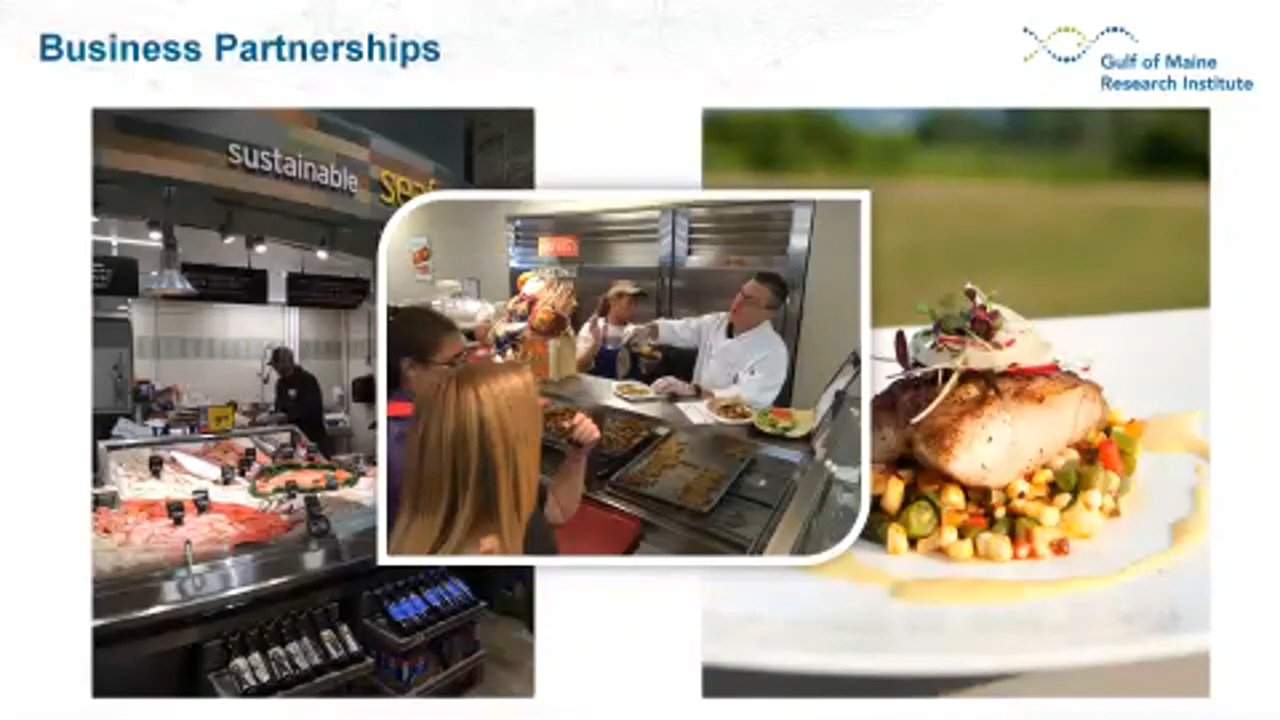 Business Partnerships
Gulf of Maine
Research Institute
sustainable